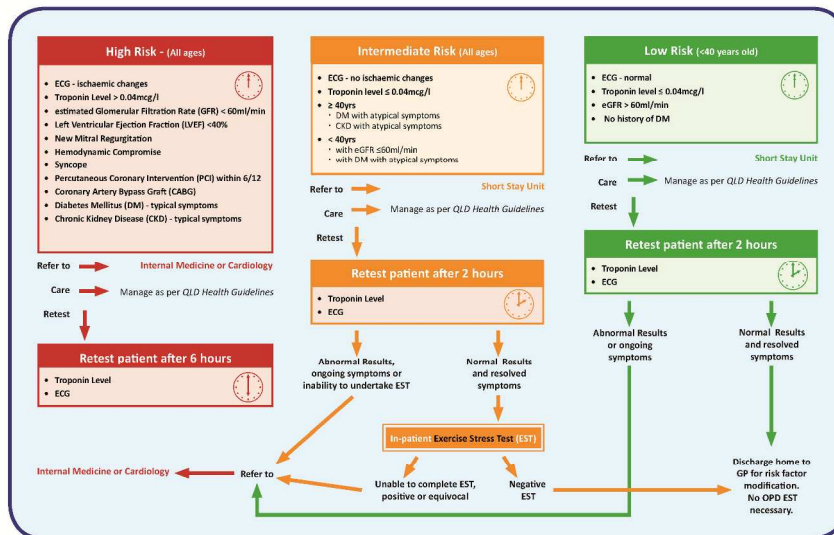 High Risk - (All ages)
• ECG - ischaemic changes
• Troponin Level > 0.04mcg/l
• estimated Glomerular Filtration Rate (GFR) < 60ml/min
• Left Ventricular Ejection Fraction (LVEF) <40%
• New Mitral Regurgitation
• Hemodynamic Compromise
• Syncope
• Percutaneous Coronary Intervention (PCI) within 6/12
• Coronary Artery Bypass Graft (CABG)
• Diabetes Mellitus (DM) - typical symptoms
• Chronic Kidney Disease (CKD) - typical symptoms
Refer to
Internal Medicine or Cardiology
Care
Manage as per QLD Health Guidelines
Retest
Retest patient after 6 hours
• Troponin Level
• ECG
Intermediate Risk (All ages)
• ECG - no ischaemic changes
• Troponin level ≤ 0.04mcg/l
• ≥ 40yrs
· DM with atypical symptoms
· CKD with atypical symptoms
• < 40yrs
· with eGFR ≤60ml/min
· with DM with atypical symptoms
Refer to
Short Stay Unit
Care
Manage as per QLD Health Guidelines
Retest
Retest patient after 2 hours
• Troponin Level
• ECG
Abnormal Results,
ongoing symptoms or
inability to undertake EST
Normal Results
and resolved
symptoms
In-patient Exercise Stress Test (EST)
Unable to complete EST,
positive or equivocal
Negative
EST
Refer to
Internal Medicine or Cardiology
Low Risk (<40 years old)
• ECG - normal
• Troponin level ≤ 0.04mcg/l
• eGFR > 60ml/min
• No history of DM
Refer to
Short Stay Unit
Care
Manage as per QLD Health Guidelines
Retest
Retest patient after 2 hours
• Troponin Level
• ECG
Abnormal Results
or ongoing
symptoms
Normal Results
and resolved
symptoms
Discharge home to
GP for risk factor
modification.
No OPD EST
necessary.